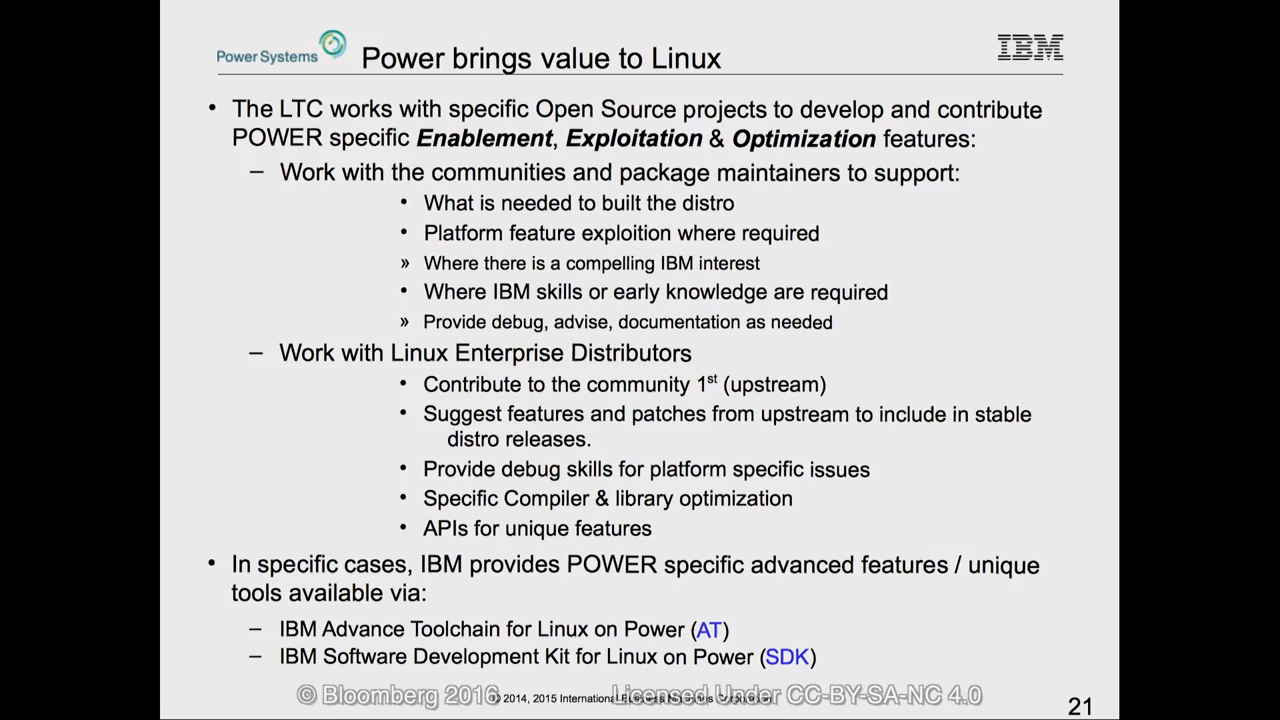 Power Systems
Power brings value to Linux
IBM
• The LTC works with specific Open Source projects to develop and contribute
POWER specific Enablement, Exploitation & Optimization features:
– Work with the communities and package maintainers to support:
• What is needed to built the distro
• Platform feature exploition where required
» Where there is a compelling IBM interest
• Where IBM skills or early knowledge are required
» Provide debug, advise, documentation as needed
– Work with Linux Enterprise Distributors
• Contribute to the community 1st (upstream)
• Suggest features and patches from upstream to include in stable
distro releases.
• Provide debug skills for platform specific issues
• Specific Compiler & library optimization
• APIs for unique features
• In specific cases, IBM provides POWER specific advanced features / unique
tools available via:
– IBM Advance Toolchain for Linux on Power (AT)
– IBM Software Development Kit for Linux on Power (SDK)
© Bloomberg 2016
© 2014, 2015 International Business Machines Corporation
Licensed Under CC-BY-SA-NC 4.0
21